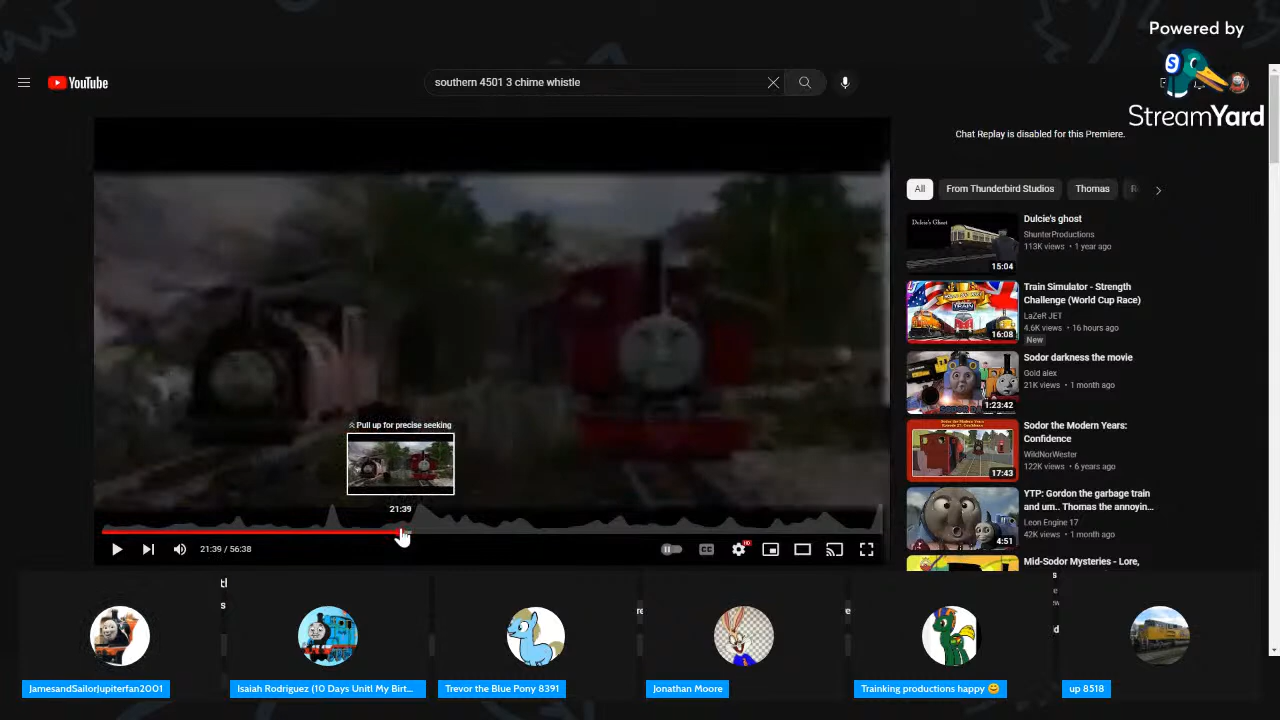 Powered by
StreamYard
YouTube
southern 4501 3 chime whistle
Chat Replay is disabled for this Premiere.
All
From Thunderbird Studios
Thomas
Dulcie's Ghost
15:04
Dulcie's ghost
ShunterProductions
113K views • 1 year ago
16:08
Train Simulator - Strength
Challenge (World Cup Race)
LaZeR JET
4.6K views • 16 hours ago
New
1:23:42
Sodor darkness the movie
Gold alex
21K views • 1 month ago
17:43
Sodor the Modern Years:
Confidence
WildNorWester
122K views • 6 years ago
4:51
YTP: Gordon the garbage train
and um.. Thomas the annoyin...
Leon Engine 17
42K views • 1 month ago
Mid-Sodor Mysteries - Lore,
Pull up for precise seeking
21:39
21:39 / 56:38
CC
HD
JamesandSailorJupiterfan2001
Isaiah Rodriguez (10 Days Unitl My Birt...
Trevor the Blue Pony 8391
Jonathan Moore
Trainking productions happy 😊
up 8518